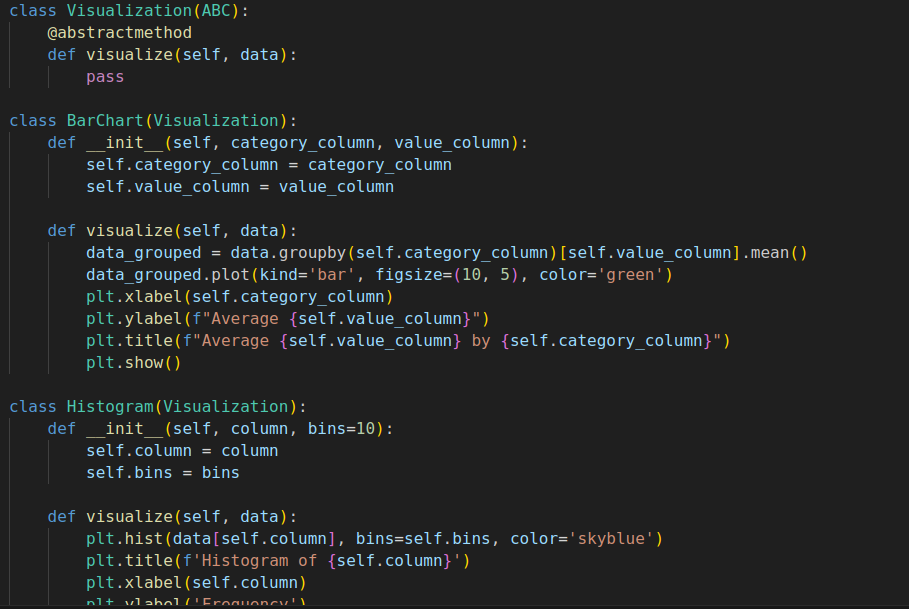 class Visualization(ABC):
    @abstractmethod
    def visualize(self, data):
        pass

class BarChart(Visualization):
    def __init__(self, category_column, value_column):
        self.category_column = category_column
        self.value_column = value_column

    def visualize(self, data):
        data_grouped = data.groupby(self.category_column)[self.value_column].mean()
        data_grouped.plot(kind='bar', figsize=(10, 5), color='green')
        plt.xlabel(self.category_column)
        plt.ylabel(f"Average {self.value_column}")
        plt.title(f"Average {self.value_column} by {self.category_column}")
        plt.show()

class Histogram(Visualization):
    def __init__(self, column, bins=10):
        self.column = column
        self.bins = bins

    def visualize(self, data):
        plt.hist(data[self.column], bins=self.bins, color='skyblue')
        plt.title(f'Histogram of {self.column}')
        plt.xlabel(self.column)
        plt.ylabel('Frequency')